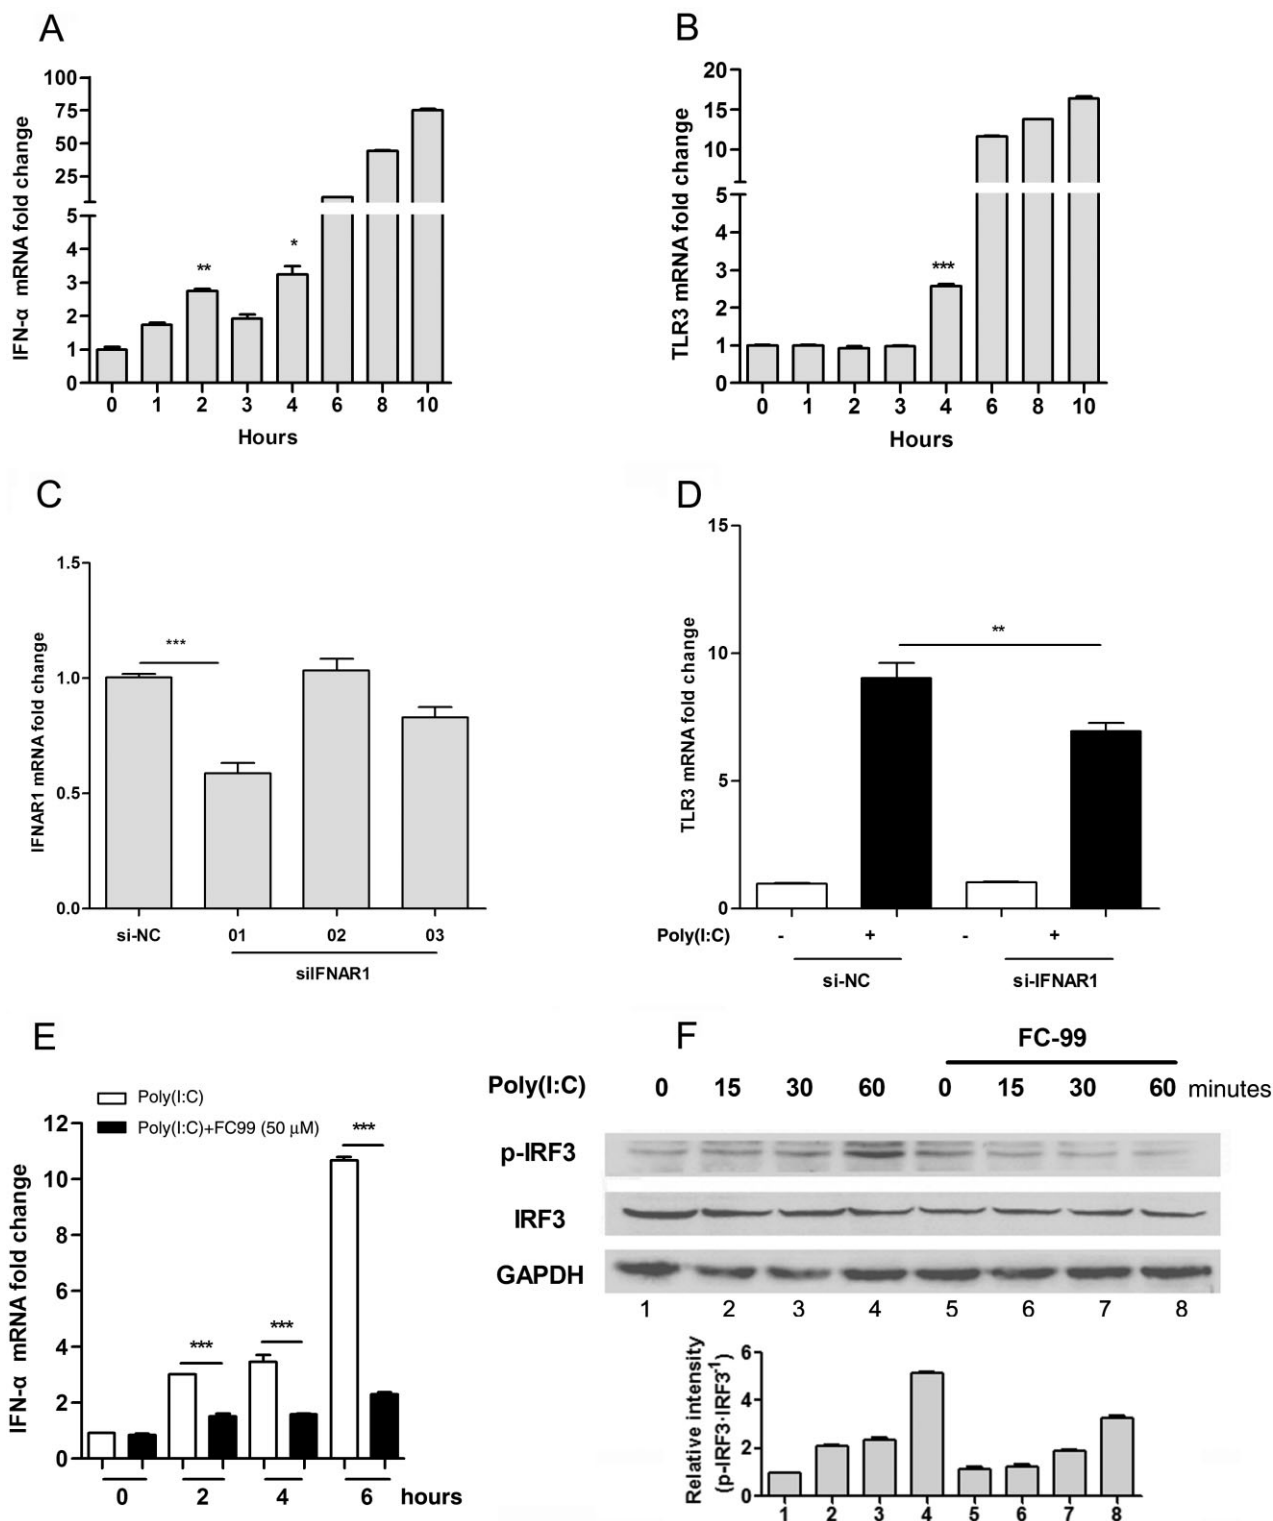 A
IFN-α mRNA fold change
100
75
50
25
5
4
3
2
1
0
** *
0 1 2 3 4 6 8 10
Hours
B
TLR3 mRNA fold change
20
15
10
5
4
3
2
1
0
***
0 1 2 3 4 6 8 10
Hours
C
IFNAR1 mRNA fold change
1.5
1.0
0.5
0.0
***
si-NC 01 02 03
siIFNAR1
D
TLR3 mRNA fold change
15
10
5
0
**
Poly(I:C) - + - +
si-NC si-IFNAR1
E
Poly(I:C)
Poly(I:C)+FC99 (50 μM)
IFN-α mRNA fold change
12
10
8
6
4
2
0
*** *** ***
0 2 4 6 hours
F
FC-99
Poly(I:C) 0 15 30 60 0 15 30 60 minutes
p-IRF3
IRF3
GAPDH
1 2 3 4 5 6 7 8
Relative intensity
(p-IRF3·IRF3⁻¹)
6
4
2
0
1 2 3 4 5 6 7 8